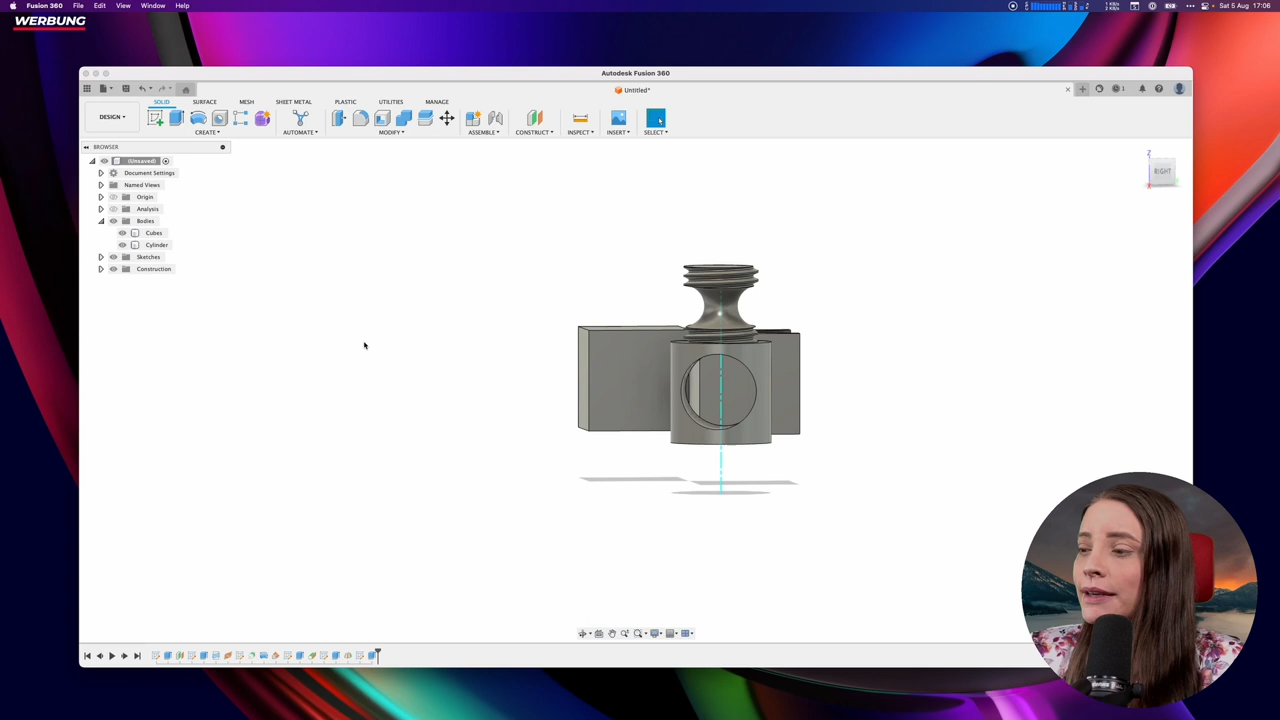 Fusion 360 File Edit View Window Help
Sat 5 Aug 17:06
WERBUNG
Autodesk Fusion 360
Untitled*
1
DESIGN
SOLID SURFACE MESH SHEET METAL PLASTIC UTILITIES MANAGE
CREATE AUTOMATE MODIFY ASSEMBLE CONSTRUCT INSPECT INSERT SELECT
BROWSER
(Unsaved)
Document Settings
Named Views
Origin
Analysis
Bodies
Cubes
Cylinder
Sketches
Construction
Z
RIGHT